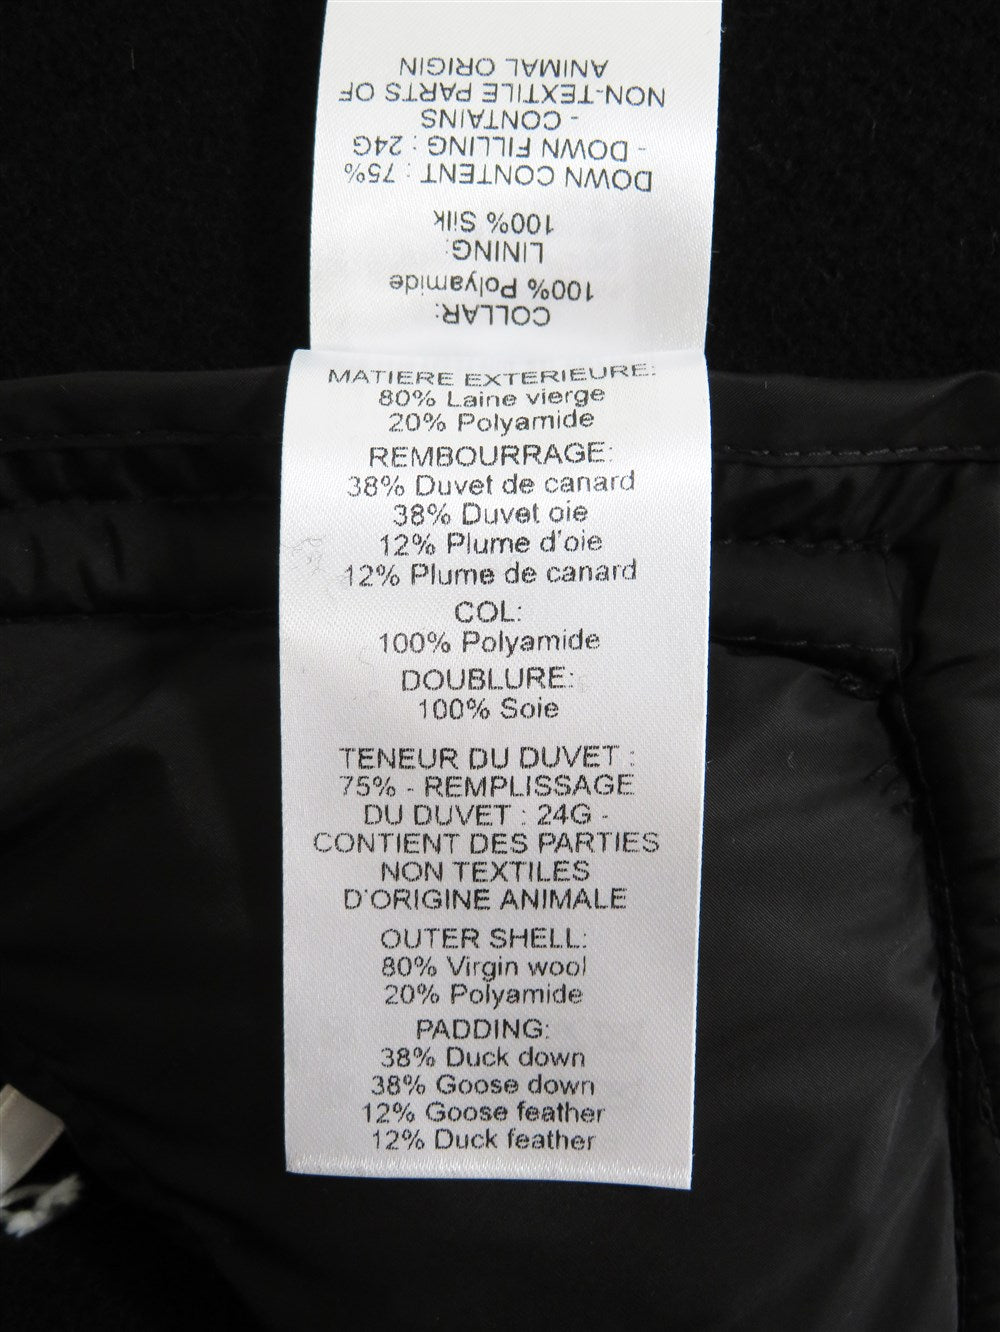 MATIERE EXTERIEURE:
80% Laine vierge
20% Polyamide
REMBOURRAGE:
38% Duvet de canard
38% Duvet oie
12% Plume d'oie
12% Plume de canard
COL:
100% Polyamide
DOUBLURE:
100% Soie
TENEUR DU DUVET :
75% - REMPLISSAGE
DU DUVET : 24G -
CONTIENT DES PARTIES
NON TEXTILES
D'ORIGINE ANIMALE
OUTER SHELL:
80% Virgin wool
20% Polyamide
PADDING:
38% Duck down
38% Goose down
12% Goose feather
12% Duck feather
COLLAR:
100% Polyamide
LINING:
100% Silk
DOWN CONTENT : 75%
- DOWN FILLING : 24G
- CONTAINS
NON-TEXTILE PARTS OF
ANIMAL ORIGIN